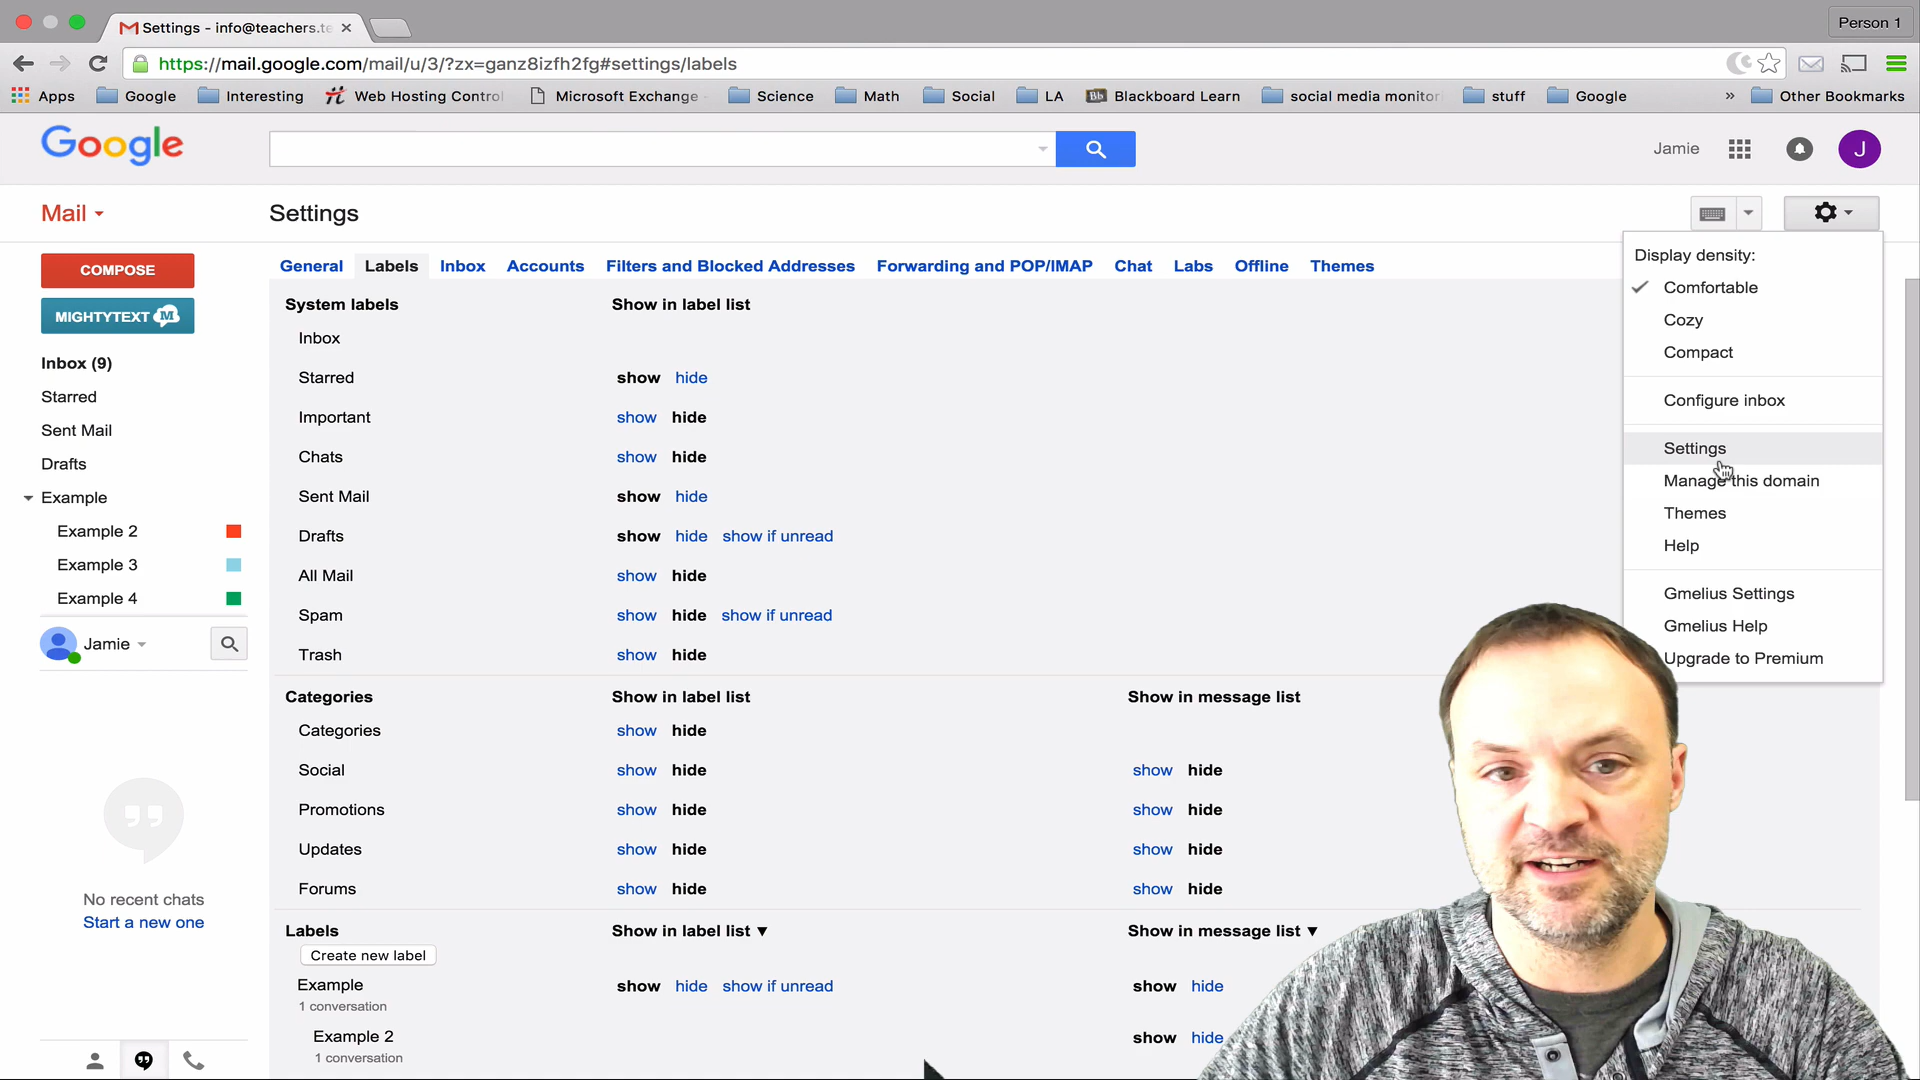 Settings - info@teachers.te
Person 1
https://mail.google.com/mail/u/3/?zx=ganz8izfh2fg#settings/labels
Apps Google Interesting Web Hosting Contro Microsoft Exchange Science Math Social LA Bb Blackboard Learn social media monitor stuff Google » Other Bookmarks
Google
Jamie
J
Mail
Settings
COMPOSE
MIGHTYTEXT M
Inbox (9)
Starred
Sent Mail
Drafts
Example
Example 2
Example 3
Example 4
Jamie
No recent chats
Start a new one
General Labels Inbox Accounts Filters and Blocked Addresses Forwarding and POP/IMAP Chat Labs Offline Themes
System labels Show in label list
Inbox
Starred show hide
Important show hide
Chats show hide
Sent Mail show hide
Drafts show hide show if unread
All Mail show hide
Spam show hide show if unread
Trash show hide
Categories Show in label list Show in message list
Categories show hide
Social show hide show hide
Promotions show hide show hide
Updates show hide show hide
Forums show hide show hide
Labels Show in label list ▼ Show in message list ▼
Create new label
Example show hide show if unread show hide
1 conversation
Example 2 show hide
1 conversation
Display density:
Comfortable
Cozy
Compact
Configure inbox
Settings
Manage this domain
Themes
Help
Gmelius Settings
Gmelius Help
Upgrade to Premium